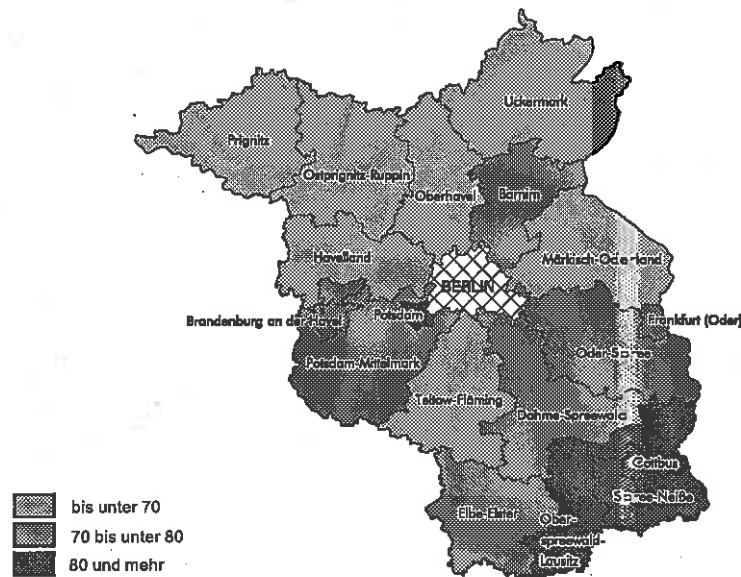 Uckermark
Prignitz
Ostprignitz-Ruppin
Oberhavel
Barnim
Havelland
Märkisch-Oderland
BERLIN
Brandenburg an der Havel
Potsdam
Frankfurt (Oder)
Potsdam-Mittelmark
Oder-Spree
Teltow-Fläming
Dahme-Spreewald
Cottbus
Spree-Neiße
Elbe-Elster
Ober-
spreewald-
Lausitz
bis unter 70
70 bis unter 80
80 und mehr